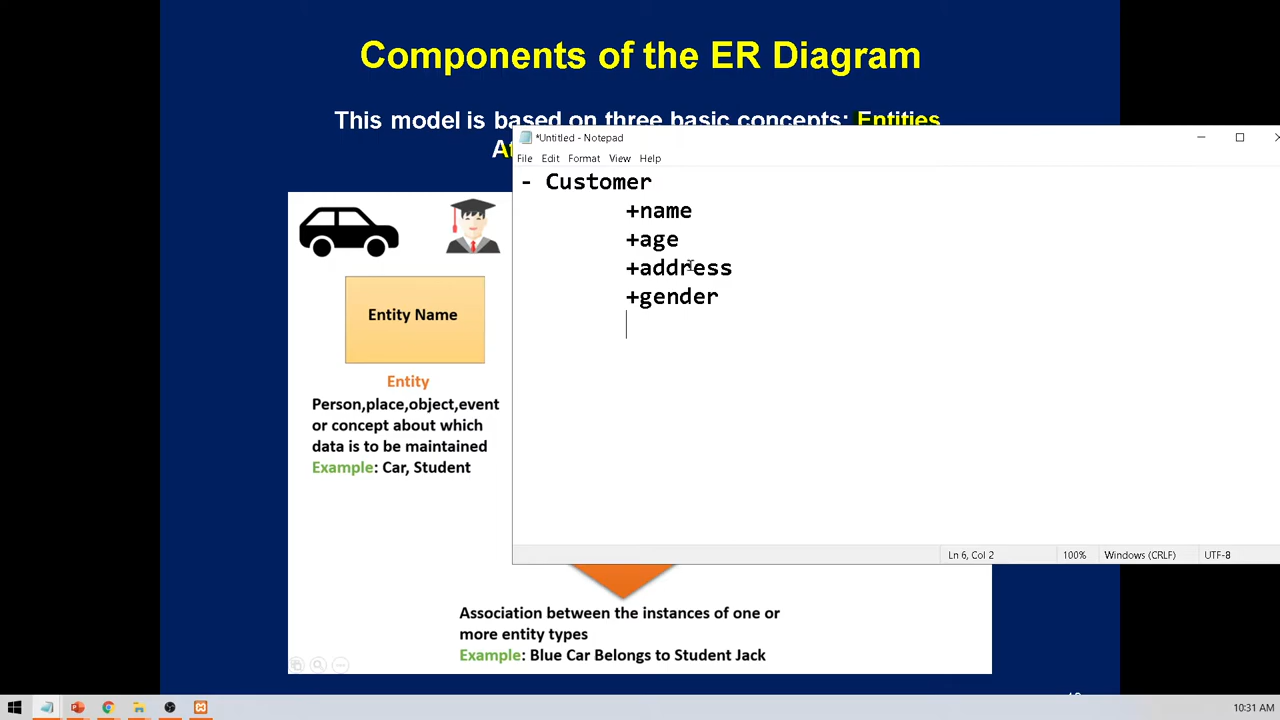 Components of the ER Diagram
This model is based on three basic concepts: Entities
*Untitled - Notepad
File Edit Format View Help
- Customer
+name
+age
+address
+gender
Entity Name
Entity
Person,place,object,event
or concept about which
data is to be maintained
Example: Car, Student
Ln 6, Col 2 100% Windows (CRLF) UTF-8
Association between the instances of one or
more entity types
Example: Blue Car Belongs to Student Jack
10:31 AM